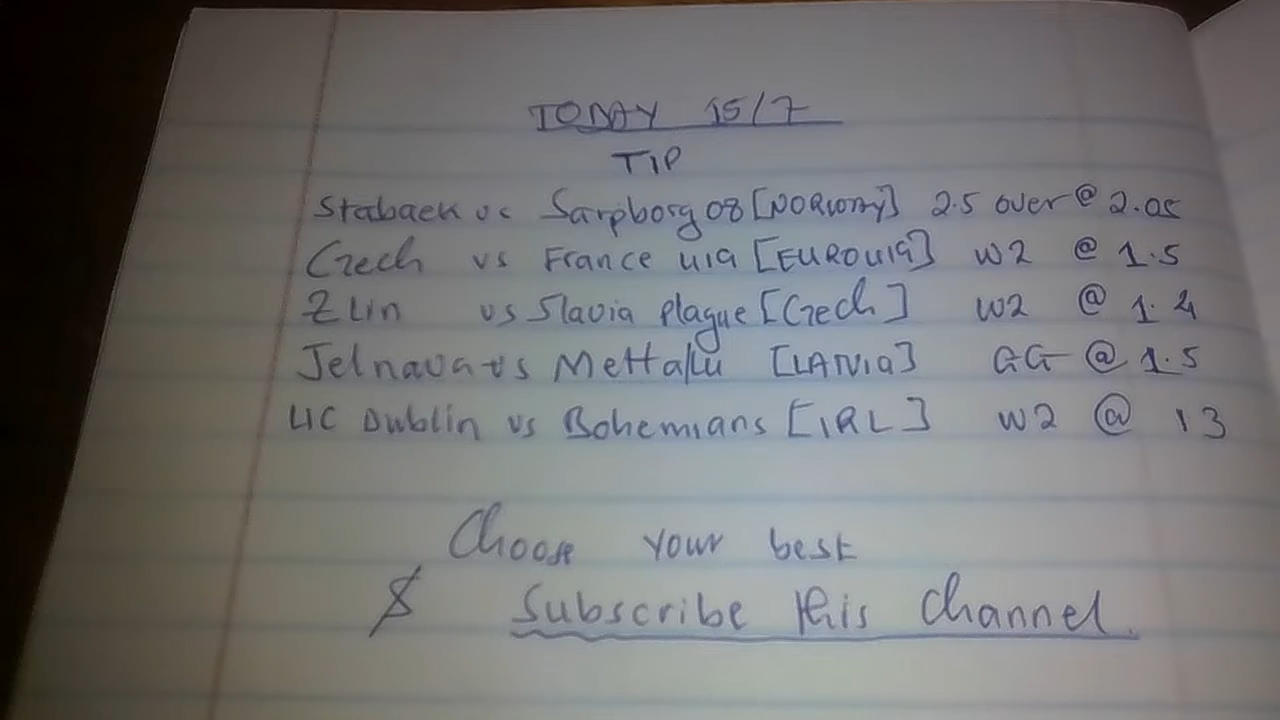 TODAY 15/7
TIP
Stabaek vs Sarpborg 08 [NORWAY] 2.5 over @ 2.05
Czech vs France u19 [EUROU19] W2 @ 1.5
Zlin vs Slavia Plague [Czech] W2 @ 1.4
Jelnava vs Mettallu [LATVIA] GG @ 1.5
UC Dublin vs Bohemians [IRL] W2 @ 13
Choose your best
$ Subscribe this channel.